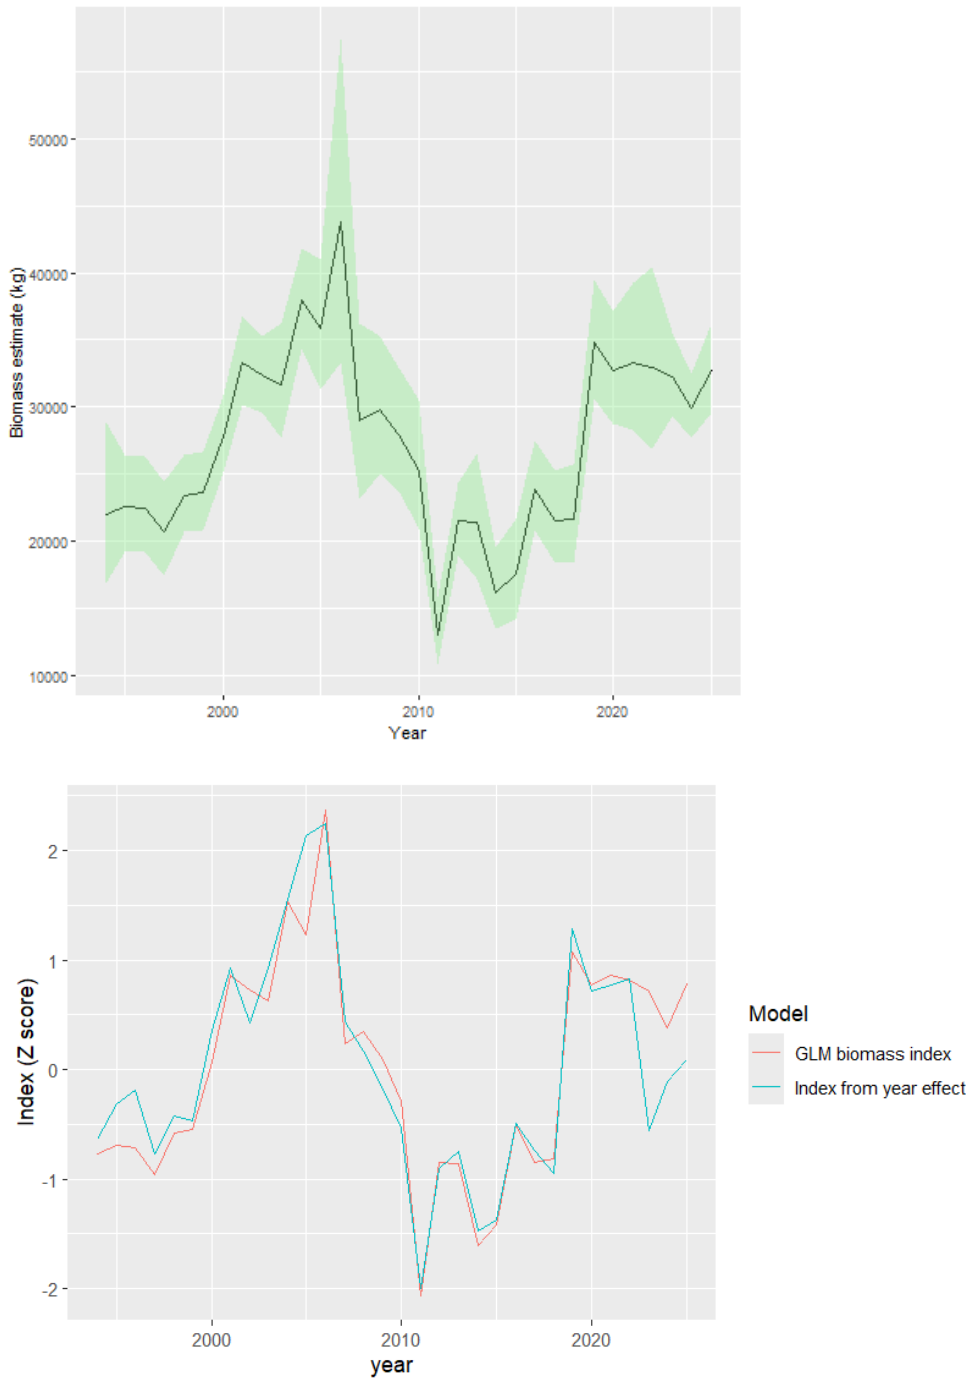 Biomass estimate (kg)
50000
40000
30000
20000
10000
2000
2010
2020
Year
Index (Z score)
2
1
0
-1
-2
2000
2010
2020
year
Model
GLM biomass index
Index from year effect